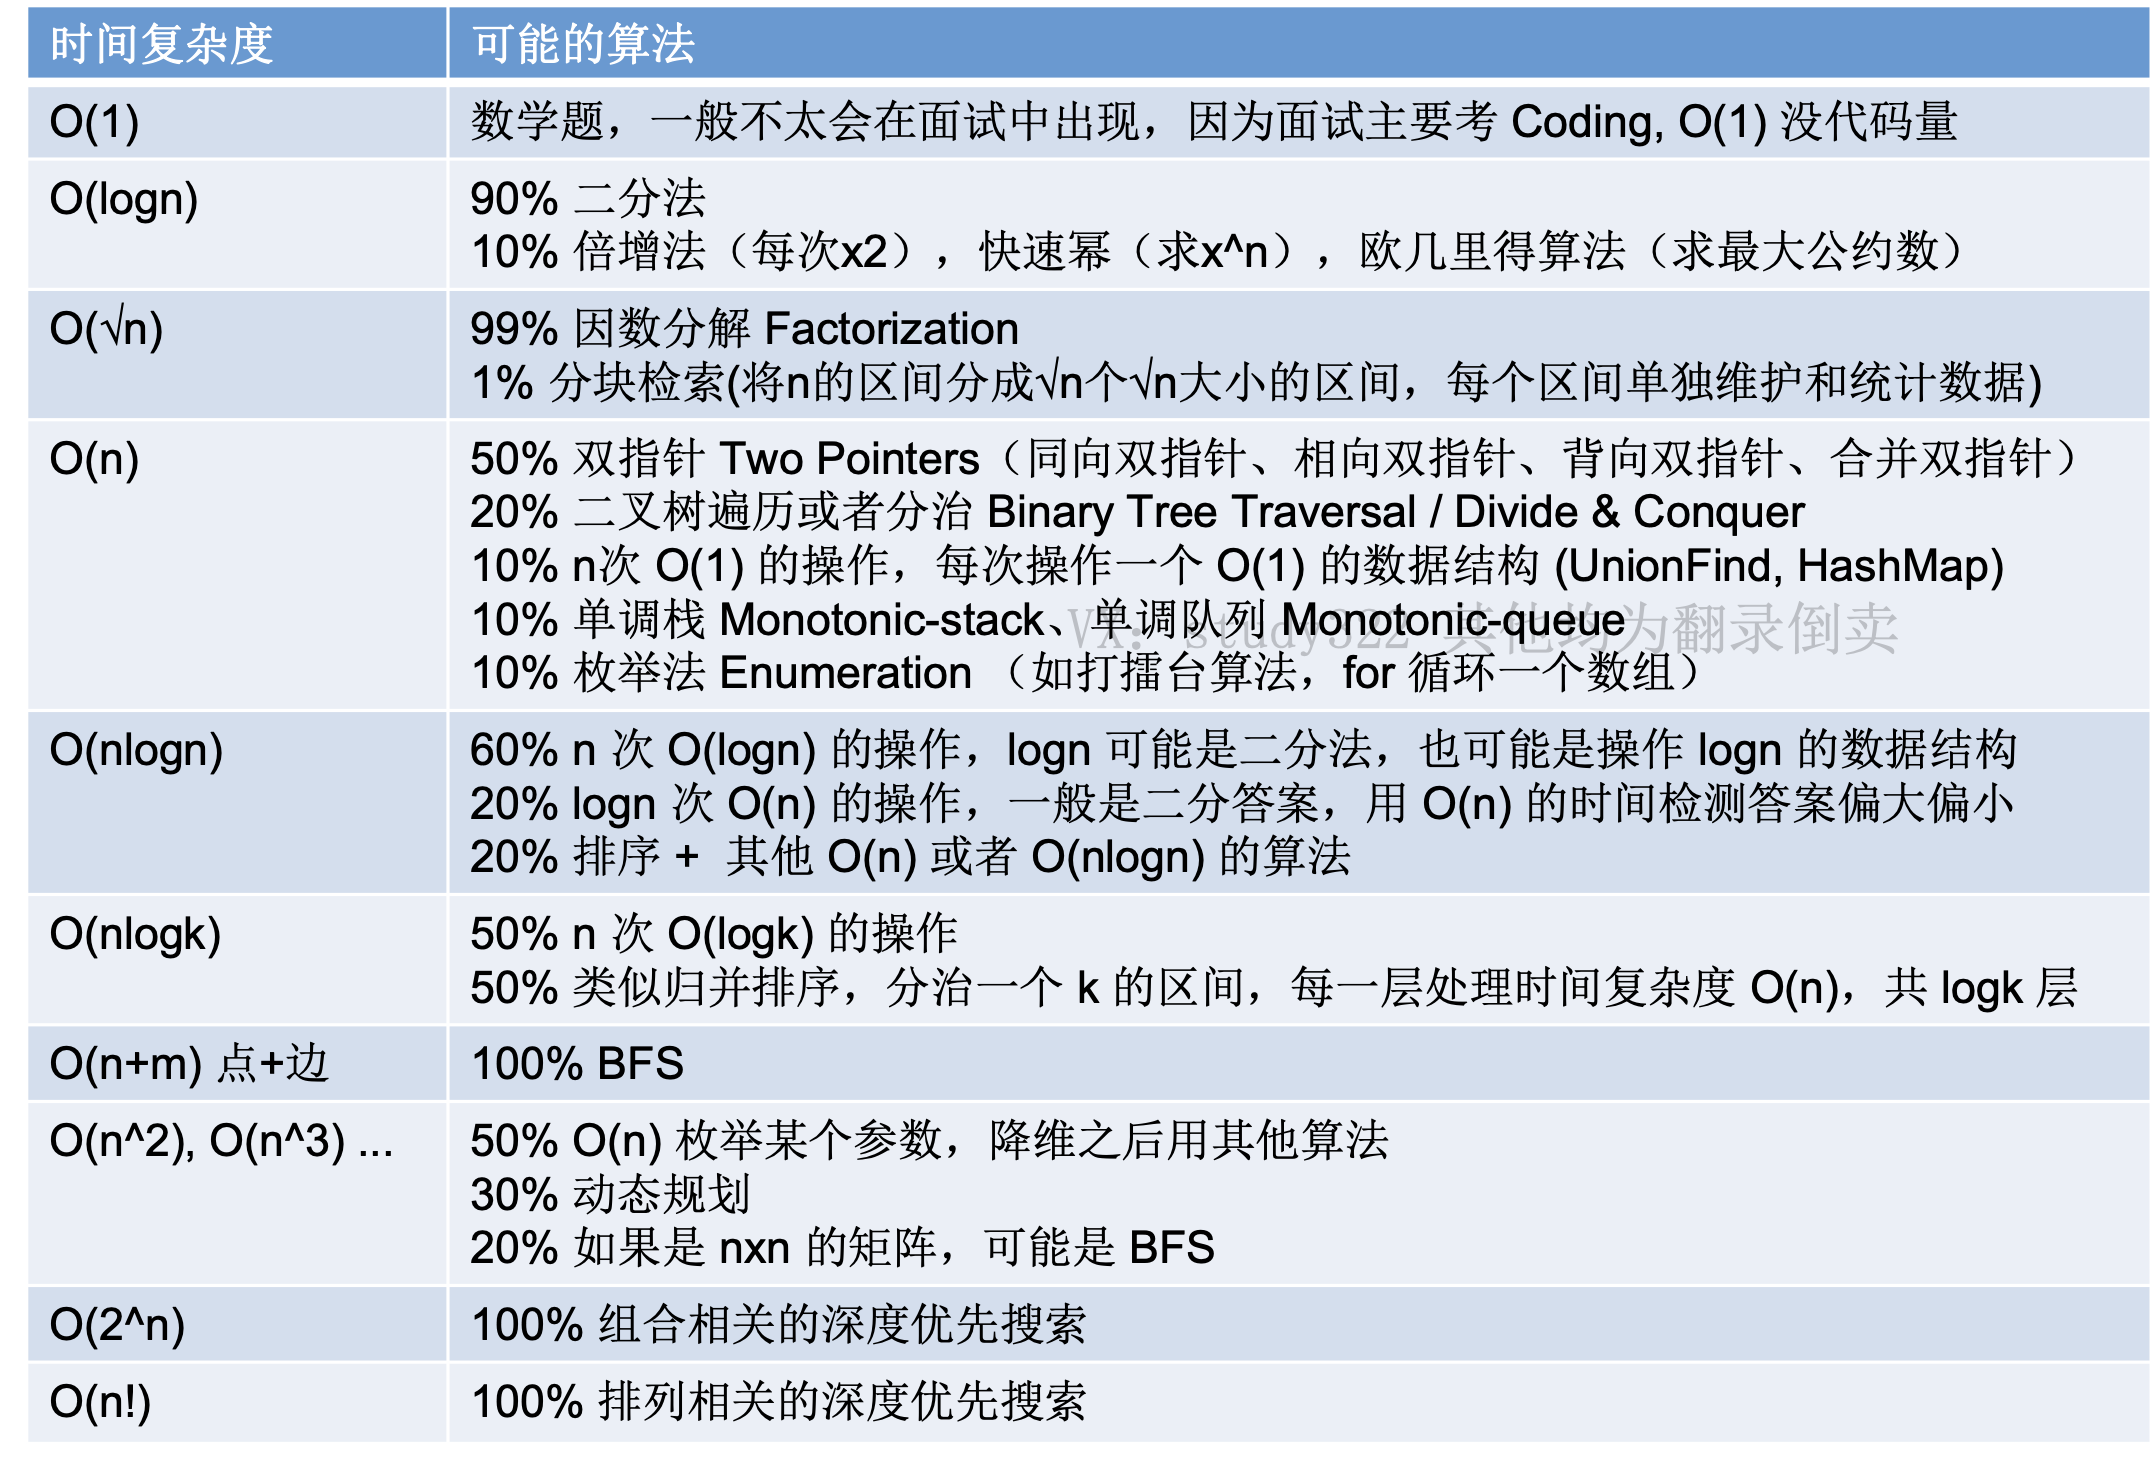 时间复杂度 可能的算法
O(1) 数学题，一般不太会在面试中出现，因为面试主要考 Coding, O(1) 没代码量
O(logn) 90% 二分法
10% 倍增法（每次x2），快速幂（求x^n），欧几里得算法（求最大公约数）
O(√n) 99% 因数分解 Factorization
1% 分块检索(将n的区间分成√n个√n大小的区间，每个区间单独维护和统计数据)
O(n) 50% 双指针 Two Pointers（同向双指针、相向双指针、背向双指针、合并双指针）
20% 二叉树遍历或者分治 Binary Tree Traversal / Divide & Conquer
10% n次 O(1) 的操作，每次操作一个 O(1) 的数据结构 (UnionFind, HashMap)
10% 单调栈 Monotonic-stack、单调队列 Monotonic-queue
VX: study322 其他均为翻录倒卖
10% 枚举法 Enumeration （如打擂台算法，for 循环一个数组）
O(nlogn) 60% n 次 O(logn) 的操作，logn 可能是二分法，也可能是操作 logn 的数据结构
20% logn 次 O(n) 的操作，一般是二分答案，用 O(n) 的时间检测答案偏大偏小
20% 排序 + 其他 O(n) 或者 O(nlogn) 的算法
O(nlogk) 50% n 次 O(logk) 的操作
50% 类似归并排序，分治一个 k 的区间，每一层处理时间复杂度 O(n)，共 logk 层
O(n+m) 点+边 100% BFS
O(n^2), O(n^3) ... 50% O(n) 枚举某个参数，降维之后用其他算法
30% 动态规划
20% 如果是 nxn 的矩阵，可能是 BFS
O(2^n) 100% 组合相关的深度优先搜索
O(n!) 100% 排列相关的深度优先搜索